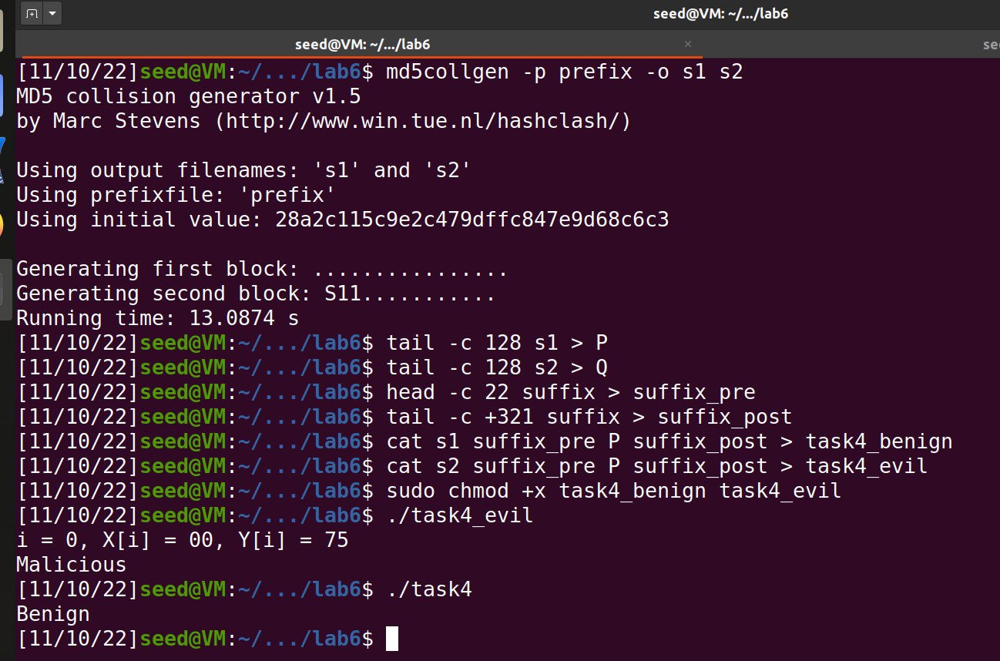 seed@VM: ~/.../lab6
seed@VM: ~/.../lab6 ×
[11/10/22]seed@VM:~/.../lab6$ md5collgen -p prefix -o s1 s2
MD5 collision generator v1.5
by Marc Stevens (http://www.win.tue.nl/hashclash/)
Using output filenames: 's1' and 's2'
Using prefixfile: 'prefix'
Using initial value: 28a2c115c9e2c479dffc847e9d68c6c3
Generating first block: ................
Generating second block: S11...........
Running time: 13.0874 s
[11/10/22]seed@VM:~/.../lab6$ tail -c 128 s1 > P
[11/10/22]seed@VM:~/.../lab6$ tail -c 128 s2 > Q
[11/10/22]seed@VM:~/.../lab6$ head -c 22 suffix > suffix_pre
[11/10/22]seed@VM:~/.../lab6$ tail -c +321 suffix > suffix_post
[11/10/22]seed@VM:~/.../lab6$ cat s1 suffix_pre P suffix_post > task4_benign
[11/10/22]seed@VM:~/.../lab6$ cat s2 suffix_pre P suffix_post > task4_evil
[11/10/22]seed@VM:~/.../lab6$ sudo chmod +x task4_benign task4_evil
[11/10/22]seed@VM:~/.../lab6$ ./task4_evil
i = 0, X[i] = 00, Y[i] = 75
Malicious
[11/10/22]seed@VM:~/.../lab6$ ./task4
Benign
[11/10/22]seed@VM:~/.../lab6$